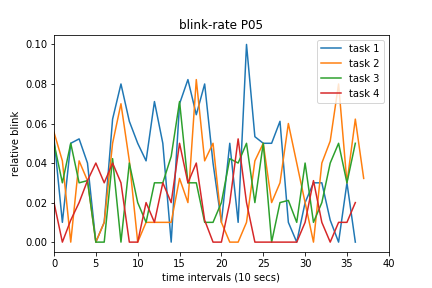 blink-rate P05
relative blink
0.10
0.08
0.06
0.04
0.02
0.00
task 1
task 2
task 3
task 4
0 5 10 15 20 25 30 35 40
time intervals (10 secs)